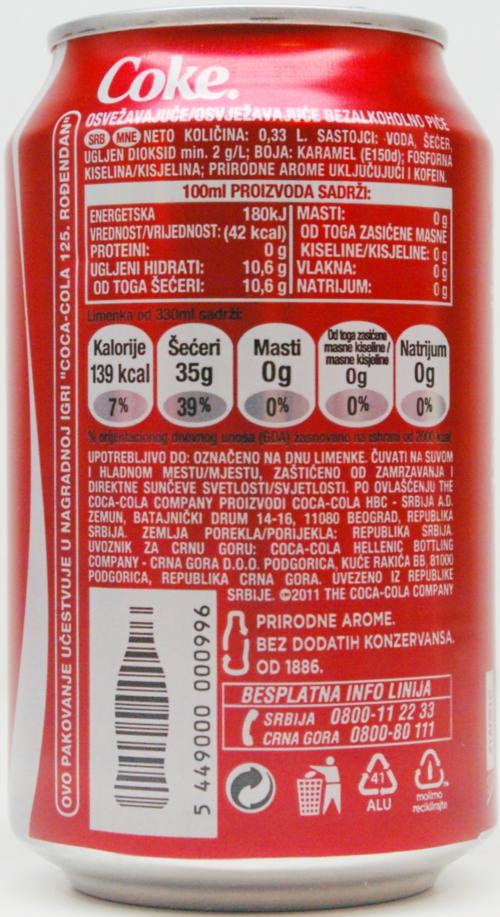 Coke.
OSVEŽAVAJUĆE/OSVJEŽAVAJUĆE BEZALKOHOLNO PIĆE
SRB MNE NETO KOLIČINA: 0,33 L. SASTOJCI: VODA, ŠEĆER,
UGLJEN DIOKSID min. 2 g/L; BOJA: KARAMEL (E150d); FOSFORNA
KISELINA/KISJELINA; PRIRODNE AROME UKLJUČUJUĆI I KOFEIN.
100ml PROIZVODA SADRŽI:
ENERGETSKA 180kJ
VREDNOST/VRIJEDNOST: (42 kcal)
PROTEINI: 0 g
UGLJENI HIDRATI: 10,6 g
OD TOGA ŠEĆERI: 10,6 g
MASTI: 0 g
OD TOGA ZASIĆENE MASNE
KISELINE/KISJELINE: 0 g
VLAKNA: 0 g
NATRIJUM: 0 g
Limenka od 330ml sadrži:
Kalorije
139 kcal
7%
Šećeri
35g
39%
Masti
0g
0%
Od toga zasićene
masne kiseline /
masne kisjeline
0g
0%
Natrijum
0g
0%
% orijentacionog dnevnog unosa (GDA) zasnovano na ishrani od 2000 kcal
UPOTREBLJIVO DO: OZNAČENO NA DNU LIMENKE. ČUVATI NA SUVOM
I HLADNOM MESTU/MJESTU, ZAŠTIĆENO OD ZAMRZAVANJA I
DIREKTNE SUNČEVE SVETLOSTI/SVJETLOSTI. PO OVLAŠĆENJU THE
COCA-COLA COMPANY PROIZVODI COCA-COLA HBC - SRBIJA A.D.
ZEMUN, BATAJNIČKI DRUM 14-16, 11080 BEOGRAD, REPUBLIKA
SRBIJA. ZEMLJA POREKLA/PORIJEKLA: REPUBLIKA SRBIJA.
UVOZNIK ZA CRNU GORU: COCA-COLA HELLENIC BOTTLING
COMPANY - CRNA GORA D.O.O. PODGORICA, KUĆE RAKIĆA BB, 81000
PODGORICA, REPUBLIKA CRNA GORA. UVEZENO IZ REPUBLIKE
SRBIJE. ©2011 THE COCA-COLA COMPANY
OVO PAKOVANJE UČESTVUJE U NAGRADNOJ IGRI "COCA-COLA 125. ROĐENDAN"
5 449000 000996
PRIRODNE AROME.
BEZ DODATIH KONZERVANSA.
OD 1886.
BESPLATNA INFO LINIJA
SRBIJA 0800-11 22 33
CRNA GORA 0800-80 111
41
ALU
1
molimo
reciklirajte